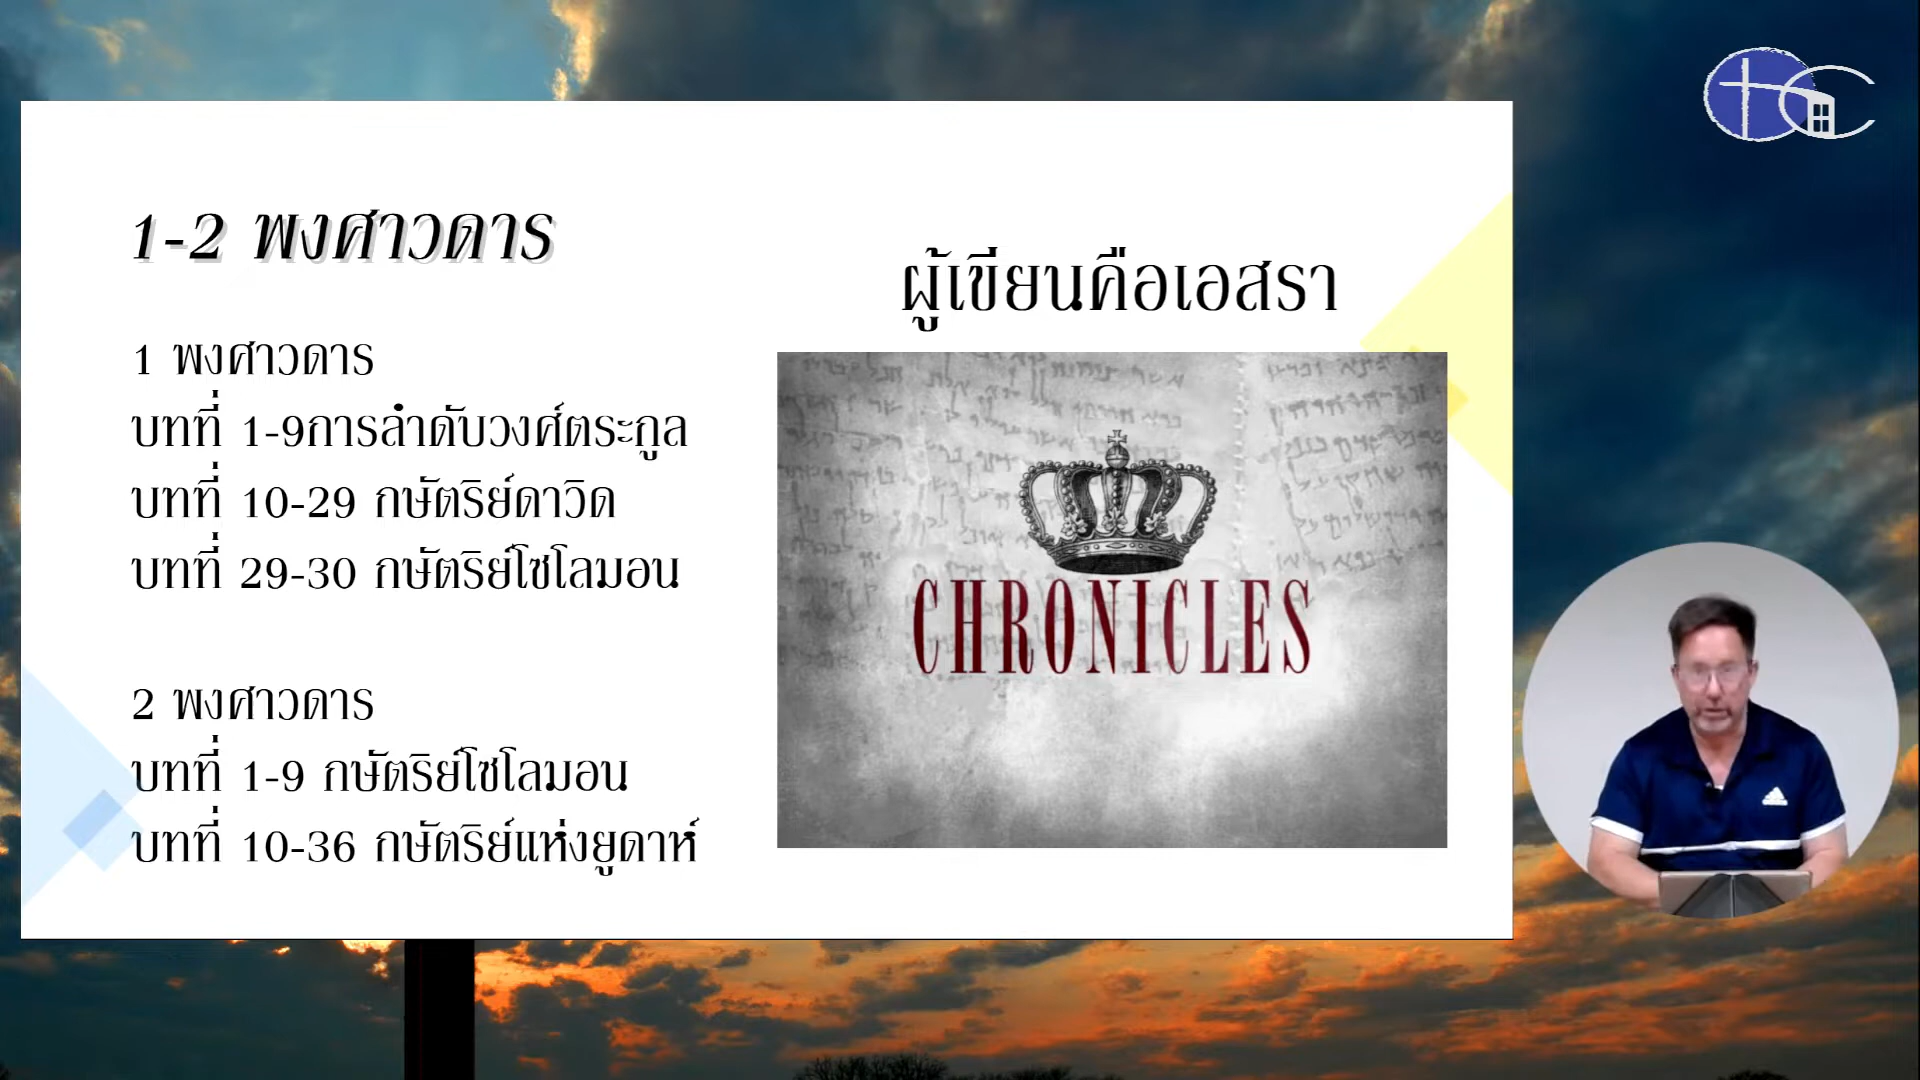 1-2 พงศาวดาร
1 พงศาวดาร
บทที่ 1-9การลำดับวงศ์ตระกูล
บทที่ 10-29 กษัตริย์ดาวิด
บทที่ 29-30 กษัตริย์โซโลมอน
2 พงศาวดาร
บทที่ 1-9 กษัตริย์โซโลมอน
บทที่ 10-36 กษัตริย์แห่งยูดาห์
ผู้เขียนคือเอสรา
CHRONICLES